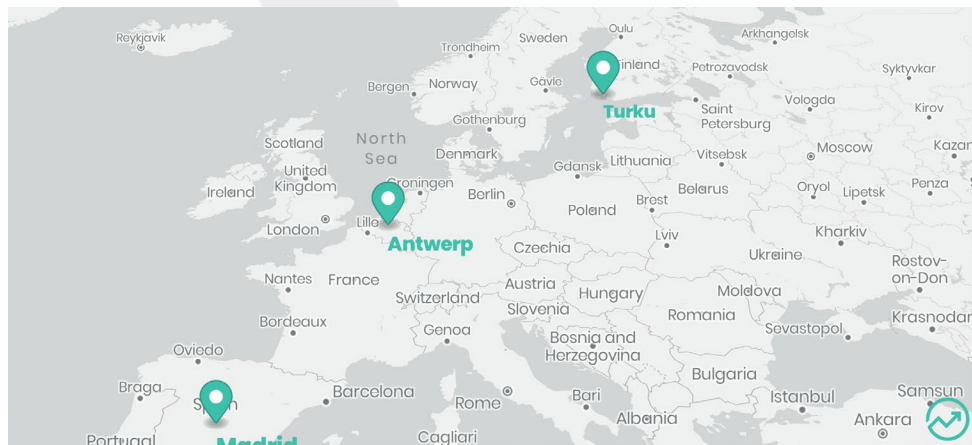 Reykjavik
Trondheim
Sweden
Oulu
Arkhangelsk
Bergen
Norway
Gävle
Finland
Petrozavodsk
Syktyvkar
Gothenburg
Turku
Saint
Petersburg
Vologda
Kirov
North
Sea
Scotland
Denmark
Gdansk
Lithuania
Vitsebsk
Moscow
Kazan
United
Kingdom
Ireland
Groningen
Berlin
Poland
Brest
Belarus
Oryol
Lipetsk
Penza
London
Lille
Antwerp
Czechia
Lviv
Ukraine
Kharkiv
Rostov-
on-Don
Nantes
France
Switzerland
Austria
Slovenia
Hungary
Moldova
Romania
Krasnodar
Bordeaux
Genoa
Bosnia and
Herzegovina
Sevastopol
Oviedo
Braga
Spain
Barcelona
Rome
Bari
Bulgaria
Albania
Istanbul
Samsun
Ankara
Portugal
Madrid
Cagliari